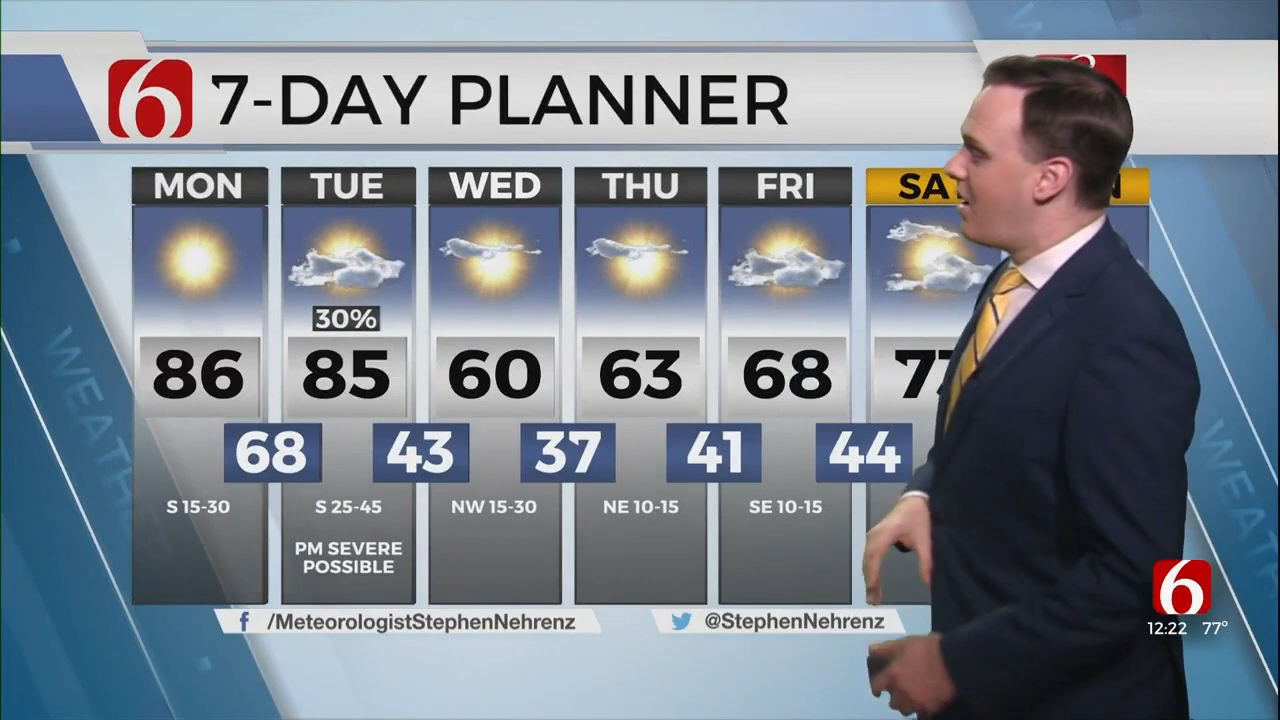 6 7-DAY PLANNER
MON TUE WED THU FRI
30%
86 85 60 63 68
68 43 37 41 44
S 15-30 S 25-45 NW 15-30 NE 10-15 SE 10-15
PM SEVERE
POSSIBLE
/MeteorologistStephenNehrenz @StephenNehrenz
6
12:22 77°
WEATHER